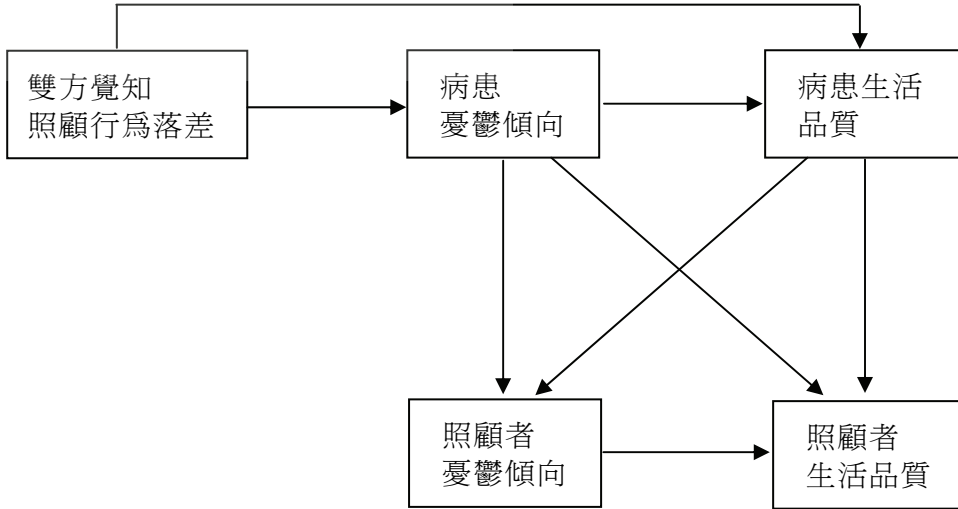 雙方覺知
照顧行為落差
病患
憂鬱傾向
病患生活
品質
照顧者
憂鬱傾向
照顧者
生活品質